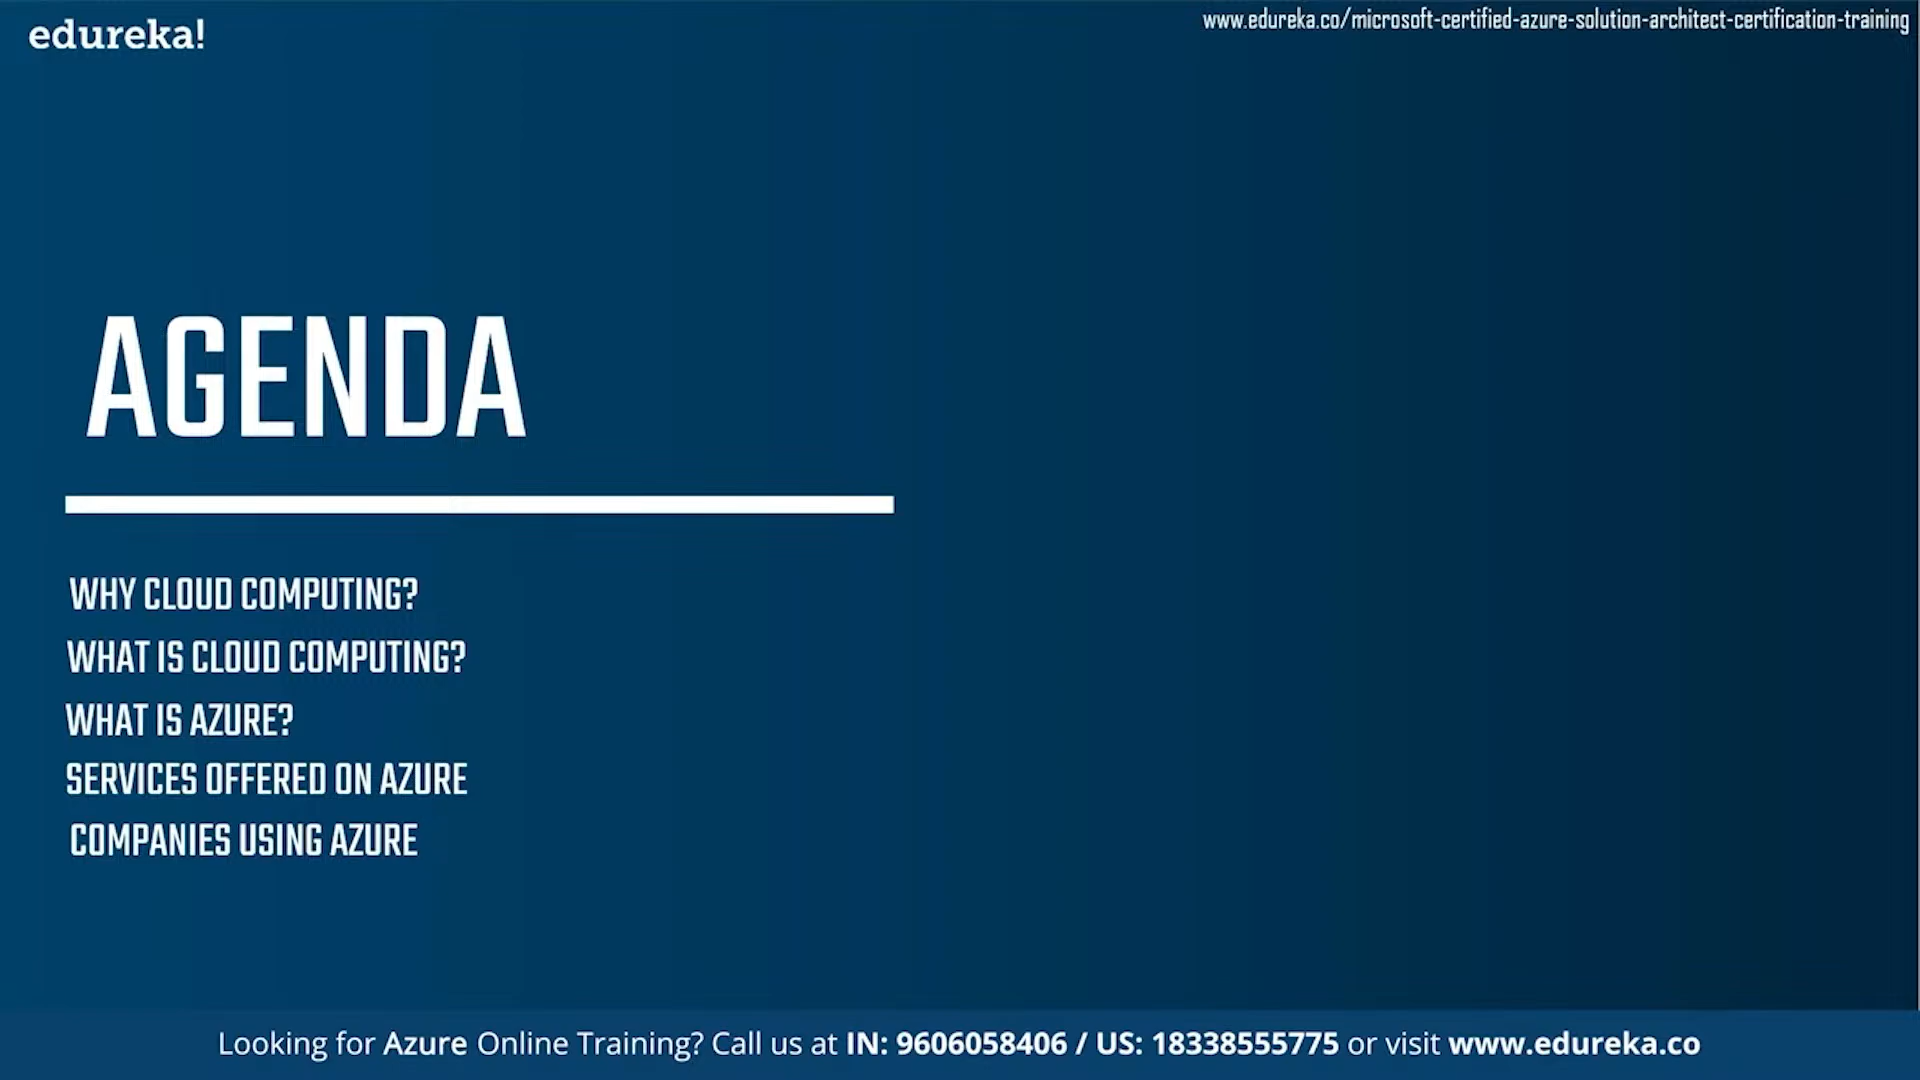 edureka!
www.edureka.co/microsoft-certified-azure-solution-architect-certification-training
AGENDA
WHY CLOUD COMPUTING?
WHAT IS CLOUD COMPUTING?
WHAT IS AZURE?
SERVICES OFFERED ON AZURE
COMPANIES USING AZURE
Looking for Azure Online Training? Call us at IN: 9606058406 / US: 18338555775 or visit www.edureka.co